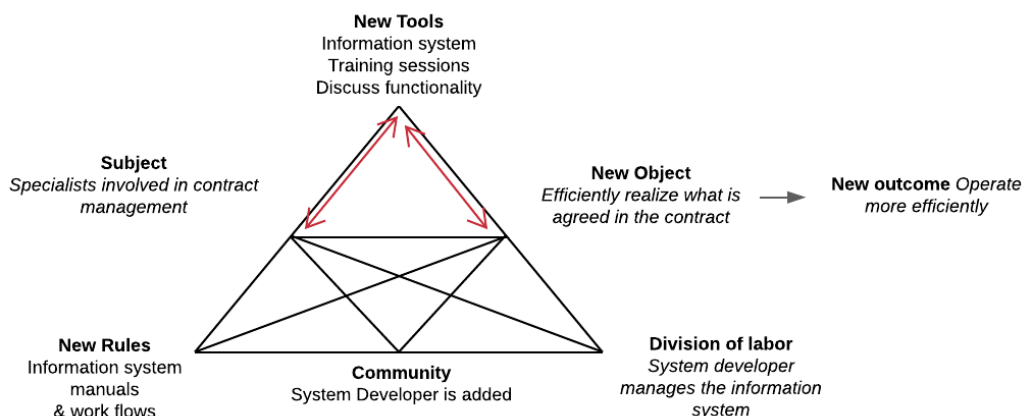 New Tools
Information system
Training sessions
Discuss functionality
Subject
Specialists involved in contract
management
New Object
Efficiently realize what is
agreed in the contract
New outcome Operate
more efficiently
New Rules
Information system
manuals
& work flows
Community
System Developer is added
Division of labor
System developer
manages the information
system